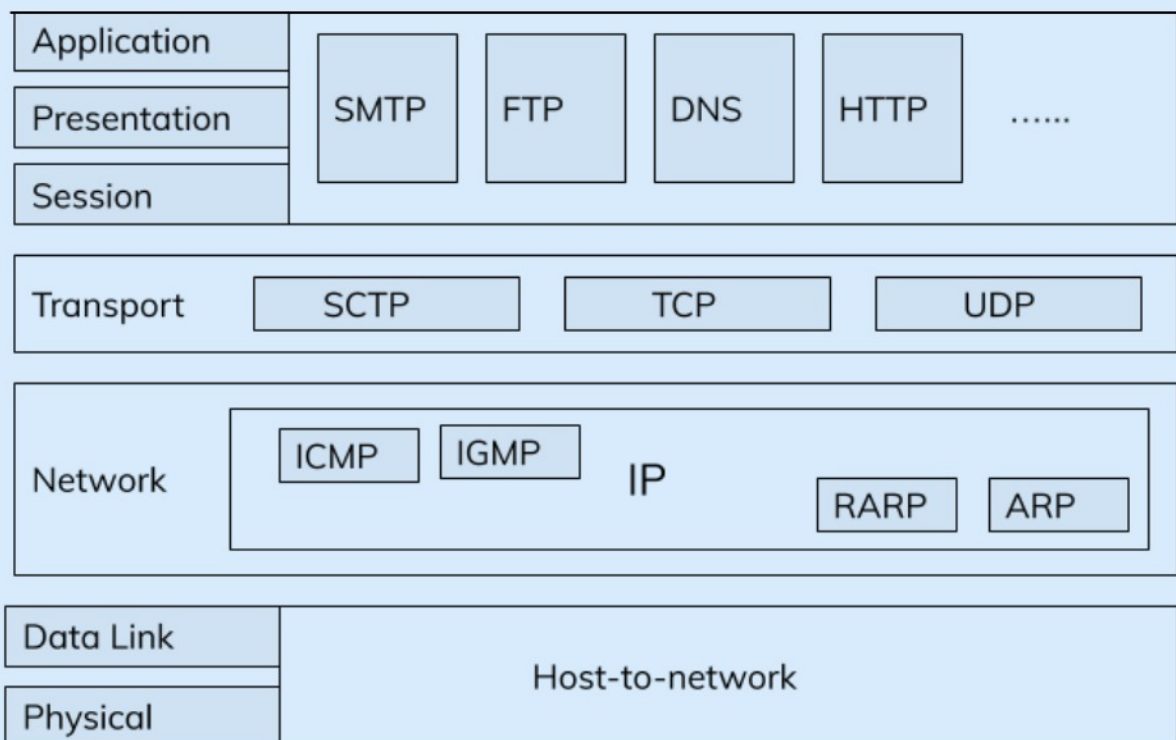 Application
Presentation
Session
SMTP
FTP
DNS
HTTP
…...
Transport
SCTP
TCP
UDP
Network
ICMP
IGMP
IP
RARP
ARP
Data Link
Physical
Host-to-network